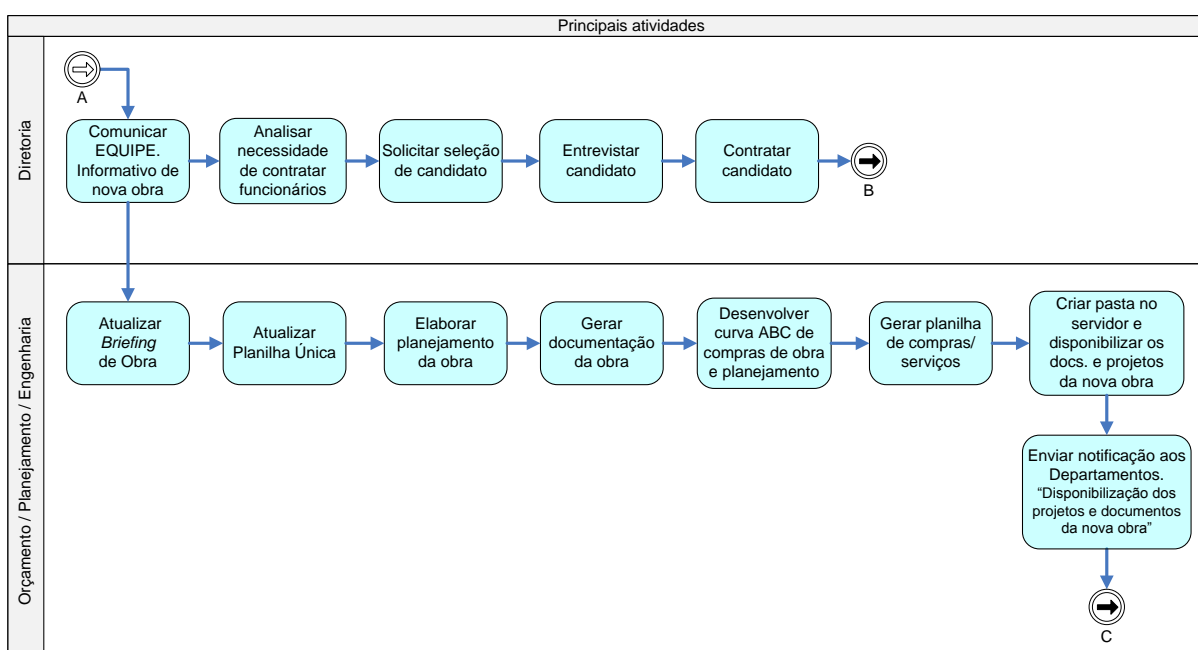 Principais atividades
Diretoria
A
Comunicar
EQUIPE.
Informativo de
nova obra
Analisar
necessidade
de contratar
funcionários
Solicitar seleção
de candidato
Entrevistar
candidato
Contratar
candidato
B
Orçamento / Planejamento / Engenharia
Atualizar
Briefing
de Obra
Atualizar
Planilha Única
Elaborar
planejamento
da obra
Gerar
documentação
da obra
Desenvolver
curva ABC de
compras de obra
e planejamento
Gerar planilha
de compras/
serviços
Criar pasta no
servidor e
disponibilizar os
docs. e projetos
da nova obra
Enviar notificação aos
Departamentos.
“Disponibilização dos
projetos e documentos
da nova obra”
C